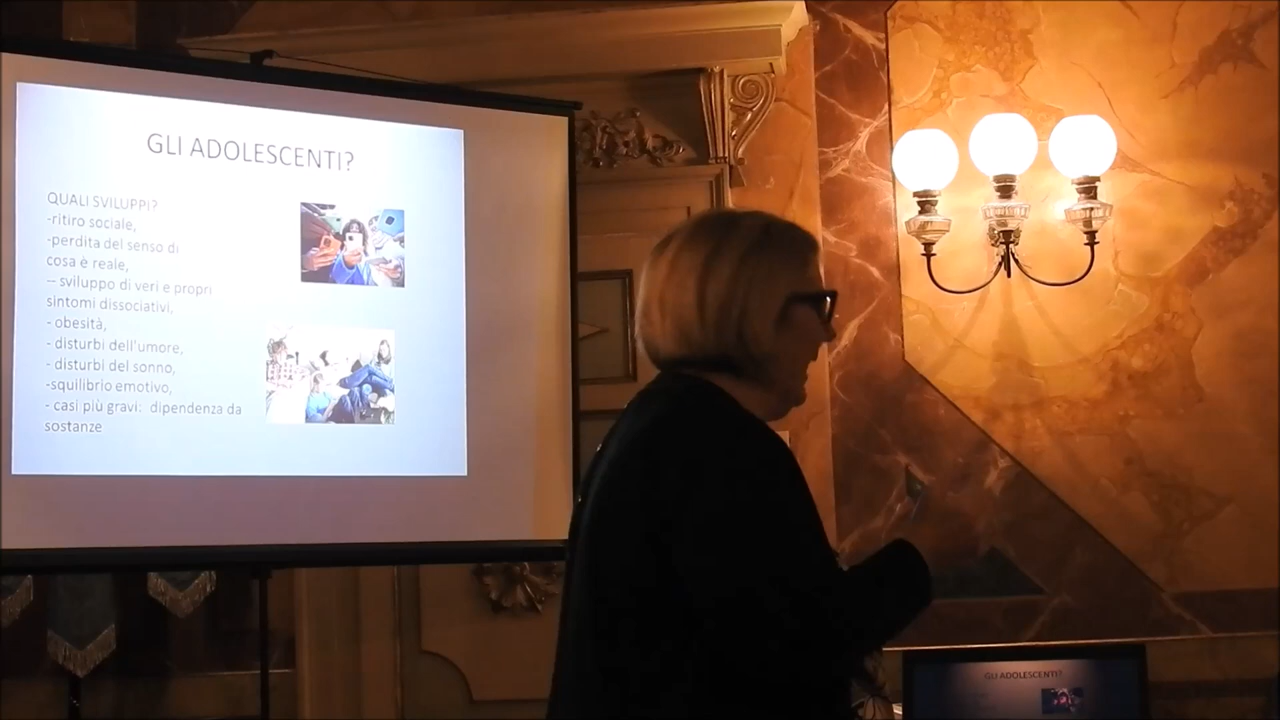 GLI ADOLESCENTI?
QUALI SVILUPPI?
-ritiro sociale,
-perdita del senso di
cosa è reale,
-- sviluppo di veri e propri
sintomi dissociativi,
- obesità,
- disturbi dell'umore,
- disturbi del sonno,
-squilibrio emotivo,
- casi più gravi: dipendenza da
sostanze
GLI ADOLESCENTI?